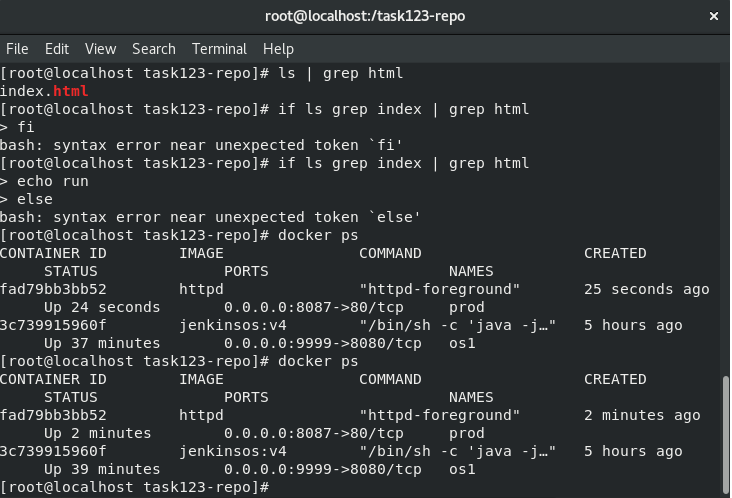 root@localhost:/task123-repo ×
File Edit View Search Terminal Help
[root@localhost task123-repo]# ls | grep html
index.html
[root@localhost task123-repo]# if ls grep index | grep html
> fi
bash: syntax error near unexpected token `fi'
[root@localhost task123-repo]# if ls grep index | grep html
> echo run
> else
bash: syntax error near unexpected token `else'
[root@localhost task123-repo]# docker ps
CONTAINER ID        IMAGE               COMMAND                  CREATED
     STATUS              PORTS                    NAMES
fad79bb3bb52        httpd               "httpd-foreground"       25 seconds ago
     Up 24 seconds       0.0.0.0:8087->80/tcp     prod
3c739915960f        jenkinsos:v4        "/bin/sh -c 'java -j…"   5 hours ago
     Up 37 minutes       0.0.0.0:9999->8080/tcp   os1
[root@localhost task123-repo]# docker ps
CONTAINER ID        IMAGE               COMMAND                  CREATED
     STATUS              PORTS                    NAMES
fad79bb3bb52        httpd               "httpd-foreground"       2 minutes ago
     Up 2 minutes        0.0.0.0:8087->80/tcp     prod
3c739915960f        jenkinsos:v4        "/bin/sh -c 'java -j…"   5 hours ago
     Up 39 minutes       0.0.0.0:9999->8080/tcp   os1
[root@localhost task123-repo]#